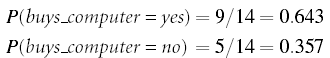 P(buys_computer = yes) = 9/14 = 0.643
P(buys_computer = no) = 5/14 = 0.357